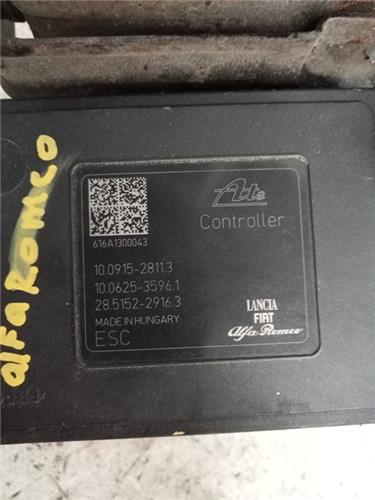 alfa Romeo
Ate
Controller
616A1300043
10.0915-2811.3
10.0625-3596.1
28.5152-2916.3
MADE IN HUNGARY
ESC
LANCIA
FIAT
Alfa Romeo